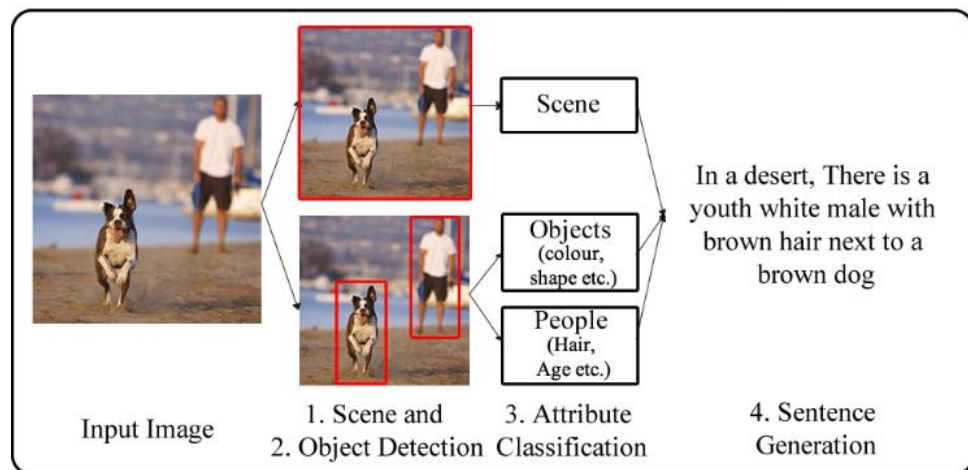 Scene
Objects
(colour,
shape etc.)
People
(Hair,
Age etc.)
In a desert, There is a
youth white male with
brown hair next to a
brown dog
Input Image
1. Scene and
2. Object Detection
3. Attribute
Classification
4. Sentence
Generation